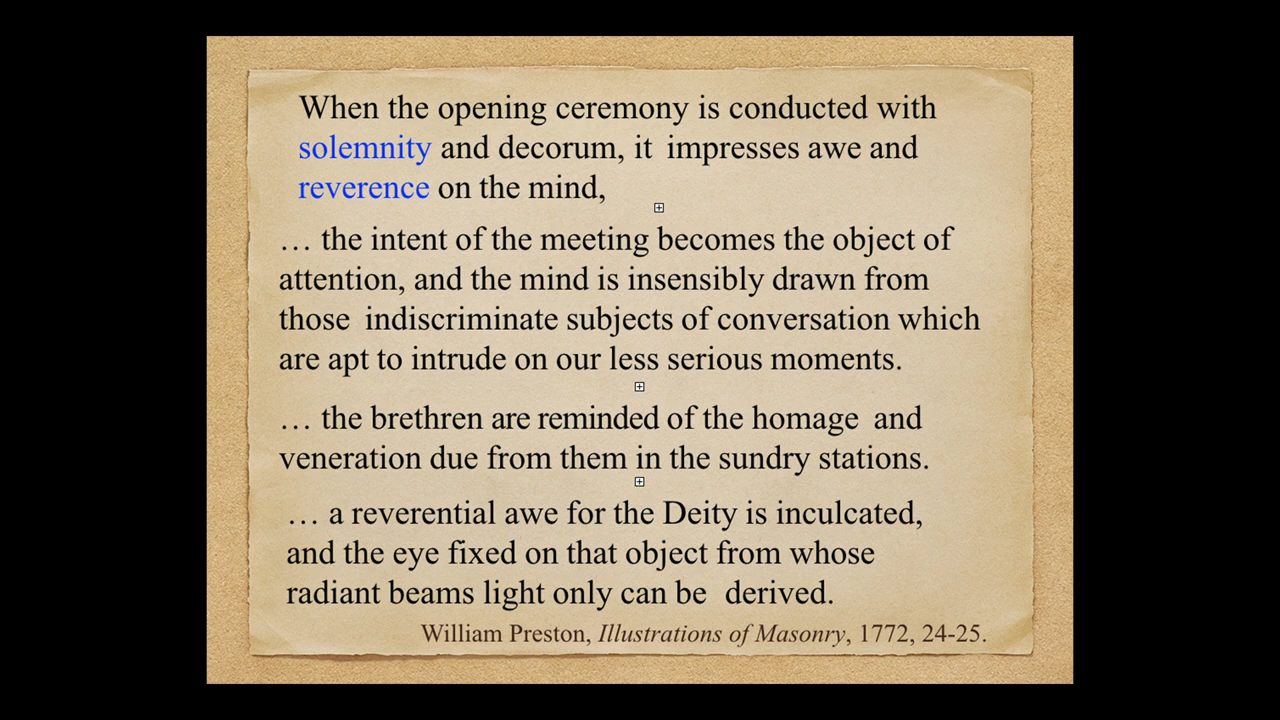 When the opening ceremony is conducted with
solemnity and decorum, it impresses awe and
reverence on the mind,
… the intent of the meeting becomes the object of
attention, and the mind is insensibly drawn from
those indiscriminate subjects of conversation which
are apt to intrude on our less serious moments.
… the brethren are reminded of the homage and
veneration due from them in the sundry stations.
… a reverential awe for the Deity is inculcated,
and the eye fixed on that object from whose
radiant beams light only can be derived.
William Preston, Illustrations of Masonry, 1772, 24-25.